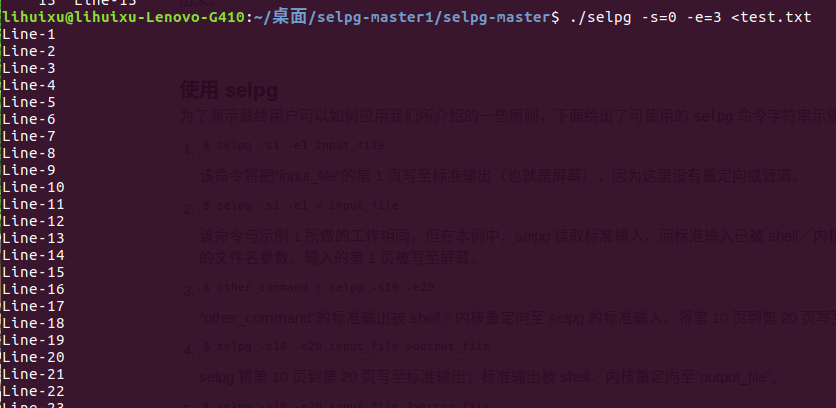 13 Line-13
lihuixu@lihuixu-Lenovo-G410:~/桌面/selpg-master1/selpg-master$ ./selpg -s=0 -e=3 <test.txt
Line-1
Line-2
Line-3
Line-4
Line-5
Line-6
Line-7
Line-8
Line-9
Line-10
Line-11
Line-12
Line-13
Line-14
Line-15
Line-16
Line-17
Line-18
Line-19
Line-20
Line-21
Line-22
Line-23
使用 selpg
为了演示最终用户可以如何应用我们所介绍的一些原则，下面给出了可使用的 selpg 命令字符串示例
1. $ selpg -s1 -e1 input_file
该命令将把“input_file”的第 1 页写至标准输出（也就是屏幕），因为这里没有重定向或管道。
2. $ selpg -s1 -e1 < input_file
该命令与示例 1 所做的工作相同，但在本例中，selpg 读取标准输入，而标准输入已被 shell／内核
的文件名参数。输入的第 1 页被写至屏幕。
3. $ other_command | selpg -s10 -e20
“other_command”的标准输出被 shell／内核重定向至 selpg 的标准输入。将第 10 页到第 20 页写至
4. $ selpg -s10 -e20 input_file >output_file
selpg 将第 10 页到第 20 页写至标准输出；标准输出被 shell／内核重定向至“output_file”。
5. $ selpg -s10 -e20 input_file 2>error_file